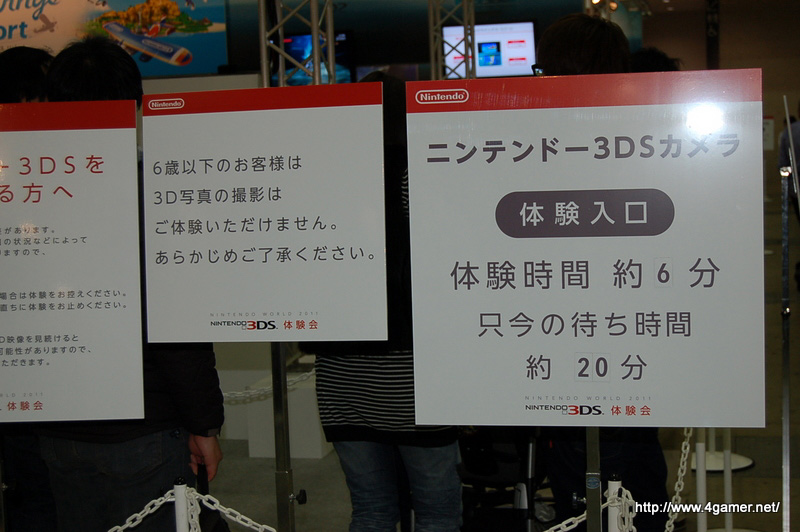 ort
3DSを
る方へ
があります。
の状況などによって
りますので、
場合は体験をお控えください。
直ちに体験をお止めください。
D映像を見続けると
可能性がありますので、
いただきます。
体験会
Nintendo
6歳以下のお客様は
3D写真の撮影は
ご体験いただけません。
あらかじめご了承ください。
NINTENDO WORLD 2011
NINTENDO3DS 体験会
Nintendo
ニンテンドー3DSカメラ
体験入口
体験時間 約6分
只今の待ち時間
約 20分
NINTENDO WORLD 2011
NINTENDO3DS 体験会
http://www.4gamer.net/